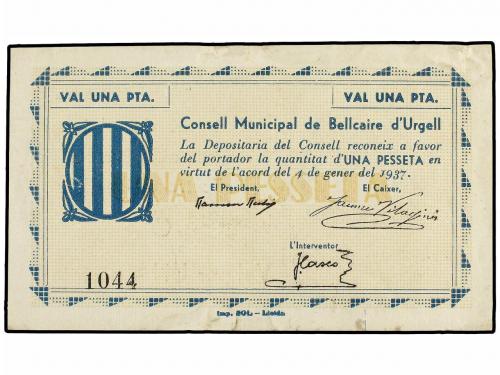 VAL UNA PTA.
VAL UNA PTA.
Consell Municipal de Bellcaire d'Urgell
La Depositaria del Consell reconeix a favor
del portador la quantitat d'UNA PESSETA en
virtut de l'acord del 4 de gener del 1937.
UNA PESSETA
El President,
El Caixer,
L'Interventor
1044
Imp. SOL - Lleida